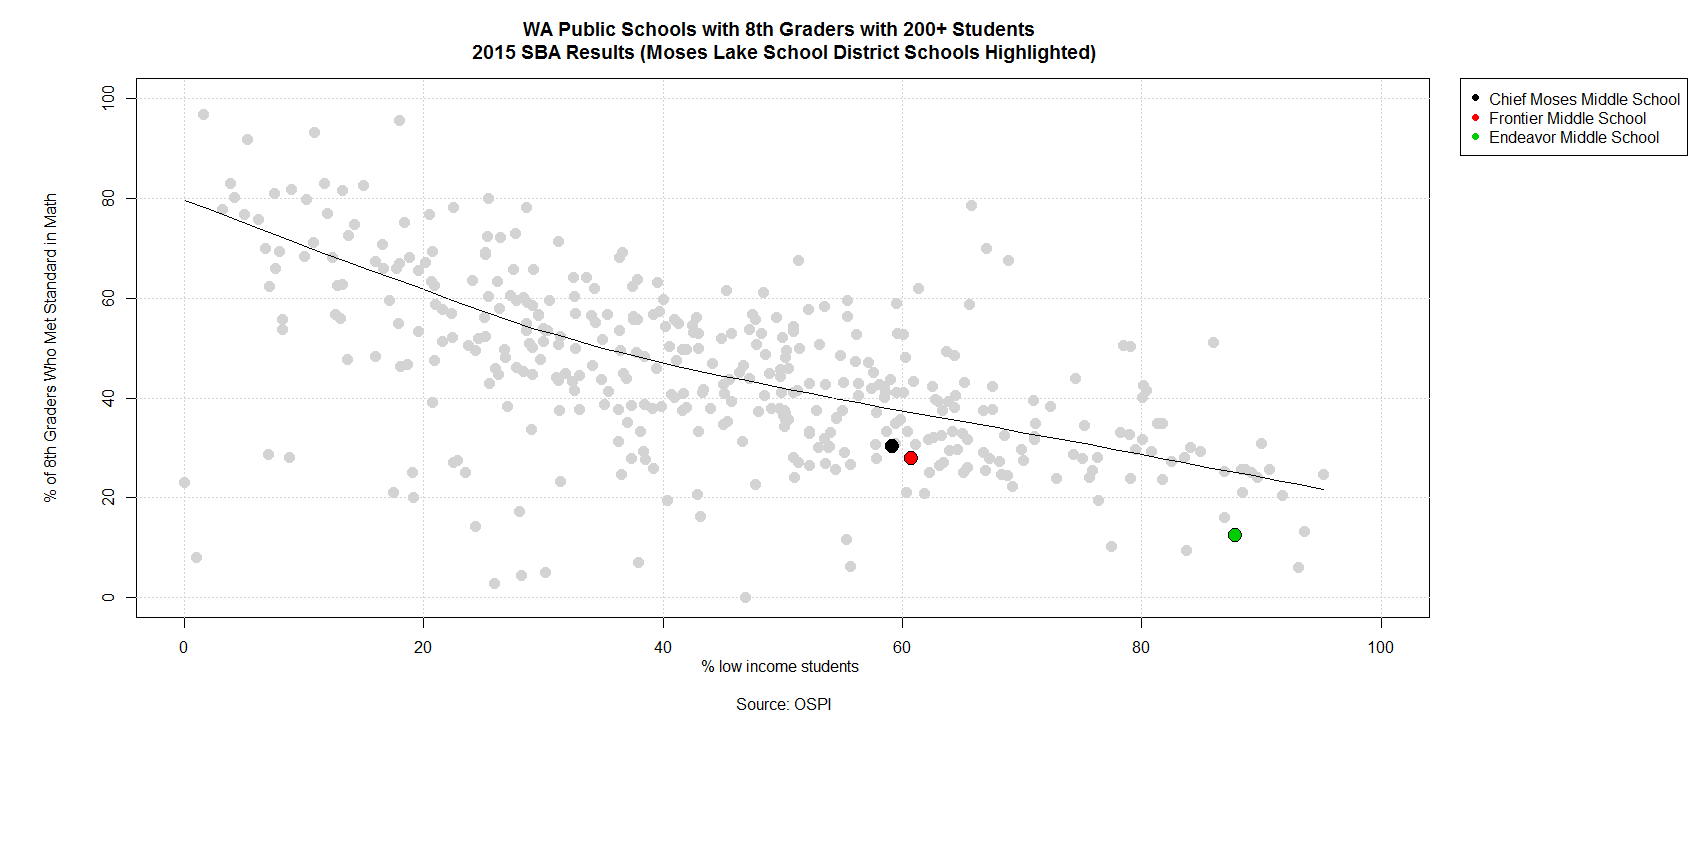 WA Public Schools with 8th Graders with 200+ Students
2015 SBA Results (Moses Lake School District Schools Highlighted)
Chief Moses Middle School
Frontier Middle School
Endeavor Middle School
% of 8th Graders Who Met Standard in Math
100
80
60
40
20
0
0 20 40 60 80 100
% low income students
Source: OSPI